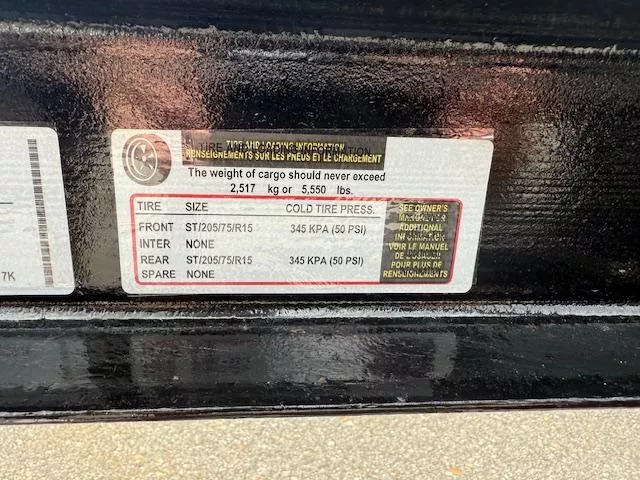 TIRE AND LOADING INFORMATION
RENSEIGNEMENTS SUR LES PNEUS ET LE CHARGEMENT
The weight of cargo should never exceed
2,517 kg or 5,550 lbs.
TIRE SIZE COLD TIRE PRESS.
FRONT ST/205/75/R15 345 KPA (50 PSI)
INTER NONE
REAR ST/205/75/R15 345 KPA (50 PSI)
SPARE NONE
SEE OWNER'S
MANUAL FOR
ADDITIONAL
INFORMATION
VOIR LE MANUEL
DE L'USAGER
POUR PLUS DE
RENSEIGNEMENTS
7K